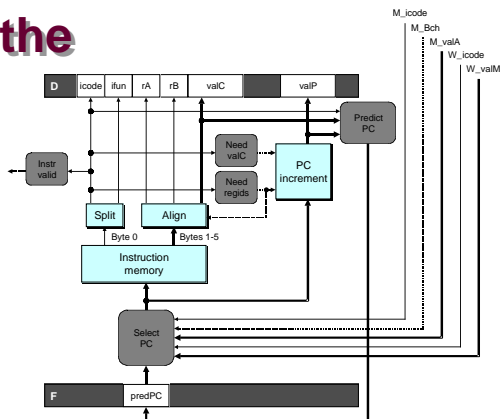 the
M_icode
M_Bch
M_valA
W_icode
W_valM
D icode ifun rA rB valC valP
Predict
PC
Need
valC
Instr
valid
PC
increment
Need
regids
Split
Align
Byte 0
Bytes 1-5
Instruction
memory
Select
PC
F predPC